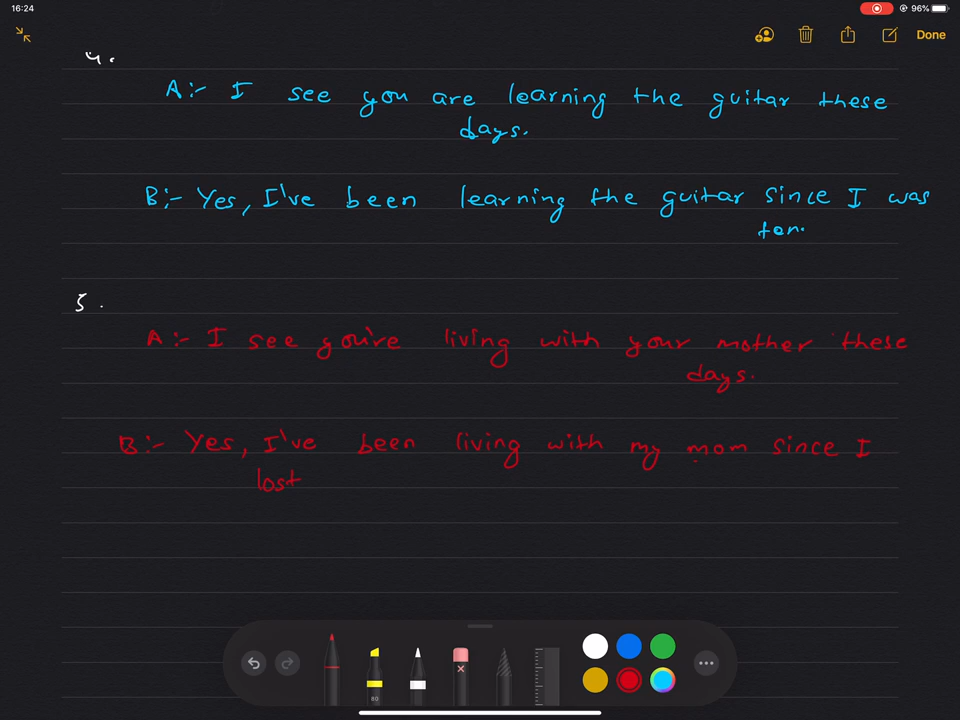 16:24
96%
Done
4.
A:- I see you are learning the guitar these
days.
B:- Yes, I've been learning the guitar since I was
ten.
5.
A:- I see you're living with your mother these
days.
B:- Yes, I've been living with my mom since I
lost
80